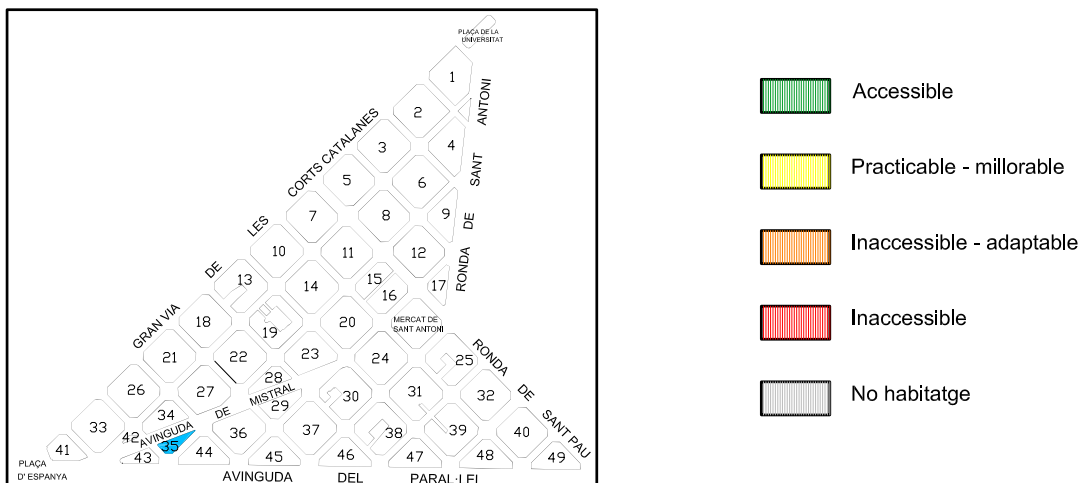 PLAÇA DE LA
UNIVERSITAT
1
2
ANTONI
3
4
CORTS CATALANES
5
6
SANT
7
8
9
DE
LES
10
11
12
RONDA
DE
13
14
15
16
17
GRAN VIA
18
19
20
MERCAT DE
SANT ANTONI
21
22
23
24
25
RONDA
26
27
28
MISTRAL
29
30
31
32
DE
33
34
DE
42
AVINGUDA
35
36
37
38
39
40
SANT PAU
41
43
44
45
46
47
48
49
PLAÇA
D' ESPANYA
AVINGUDA DEL PARAL·LEL
Accessible
Practicable - millorable
Inaccessible - adaptable
Inaccessible
No habitatge